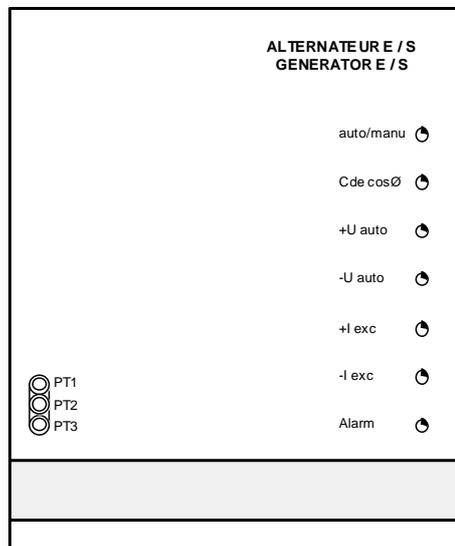 ALTERNATEUR E / S
GENERATOR E / S
auto/manu
Cde cosØ
+U auto
-U auto
+I exc
-I exc
PT1
PT2
PT3
Alarm